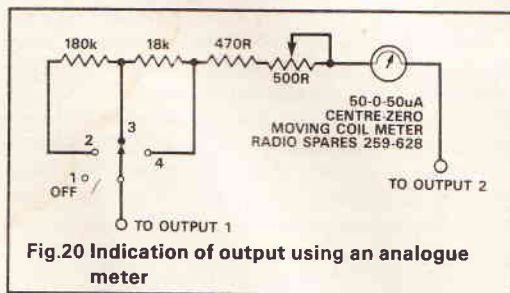 180k
18k
470R
500R
50-0-50uA
CENTRE-ZERO
MOVING COIL METER
RADIO SPARES 259-628
2
3
4
1
OFF
TO OUTPUT 1
TO OUTPUT 2
Fig.20 Indication of output using an analogue
meter